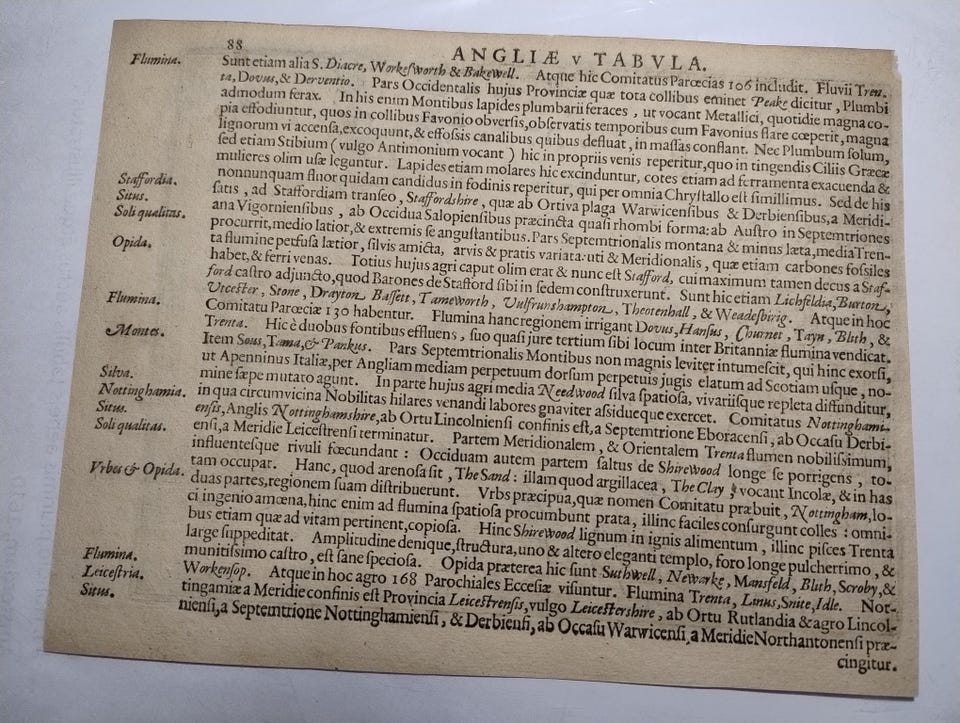 88
ANGLIÆ V TABVLA.
Flumina.
Sunt etiam alia S. Diacre, Workeſworth & Bakewell. Atque hic Comitatus Parœcias 106 includit. Fluvii Tren-
ta, Dovus, & Derventio. Pars Occidentalis hujus Provinciæ quæ tota collibus eminet Peake dicitur, Plumbi
admodum ferax. In his enim Montibus lapides plumbarii feraces, ut vocant Metallici, quotidie magna co-
pia effodiuntur, quos in collibus Favonio obverſis, obſervatis temporibus cum Favonius flare cœperit, magna
lignorum vi accenſa, excoquunt, & effoſsis canalibus quibus defluat, in maſſas conflant. Nec Plumbum ſolum,
ſed etiam Stibium (vulgo Antimonium vocant) hic in propriis venis reperitur, quo in tingendis Ciliis Græcæ
mulieres olim uſæ leguntur. Lapides etiam molares hic excinduntur, cotes etiam ad ferramenta exacuenda &
nonnunquam fluor quidam candidus in fodinis reperitur, qui per omnia Chryſtallo eſt ſimillimus. Sed de his
Staffordia.
ſatis, ad Staffordiam tranſeo, Staffordshire, quæ ab Ortiva plaga Warwicenſibus & Derbienſibus, a Meridi-
Situs.
ana Vigornienſibus, ab Occidua Salopienſibus præcincta quaſi rhombi forma: ab Auſtro in Septemtriones
Soli qualitas.
procurrit, medio latior, & extremis ſe anguſtantibus. Pars Septemtrionalis montana & minus læta, media Tren-
ta flumine perfuſa lætior, ſilvis amicta, arvis & pratis variata: uti & Meridionalis, quæ etiam carbones foſsiles
Opida.
habet, & ferri venas. Totius hujus agri caput olim erat & nunc eſt Stafford, cui maximum tamen decus a Staf-
ford caſtro adjuncto, quod Barones de Stafford ſibi in ſedem conſtruxerunt. Sunt hic etiam Lichfeldia, Burton,
Utceſter, Stone, Drayton Baſſett, Tameworth, Vulfrunshampton, Theotenhall, & Weadesbirig. Atque in hoc
Flumina.
Comitatu Parœciæ 130 habentur. Flumina hanc regionem irrigant Dovus, Hansus, Churnet, Tayn, Bluth, &
Trenta. Hic è duobus fontibus effluens, ſuo quaſi jure tertium ſibi locum inter Britanniæ flumina vendicat.
Montes.
Item Sous, Tama, & Pankus. Pars Septemtrionalis Montibus non magnis leviter intumeſcit, qui hinc exorſi,
ut Apenninus Italiæ, per Angliam mediam perpetuum dorſum perpetuis jugis elatum ad Scotiam uſque, no-
mine ſæpe mutato agunt. In parte hujus agri media Needwood ſilva ſpatioſa, vivariiſque repleta diffunditur,
Silva.
in qua circumvicina Nobilitas hilares venandi labores gnaviter aſsidueque exercet. Comitatus Nottinghami-
Nottinghamia.
enſis, Anglis Nottinghamshire, ab Ortu Lincolnienſi confinis eſt, a Septemtrione Eboracenſi, ab Occaſu Derbi-
Situs.
enſi, a Meridie Leiceſtrenſi terminatur. Partem Meridionalem, & Orientalem Trenta flumen nobiliſsimum,
Soli qualitas.
influenteſque rivuli fœcundant: Occiduam autem partem ſaltus de Shirewood longe ſe porrigens, to-
tam occupat. Hanc, quod arenoſa ſit, The Sand: illam quod argillacea, The Clay vocant Incolæ, & in has
duas partes, regionem ſuam diſtribuerunt. Vrbs præcipua, quæ nomen Comitatu præbuit, Nottingham, lo-
Vrbes & Opida.
ci ingenio amœna, hinc enim ad flumina ſpatioſa procumbunt prata, illinc faciles conſurgunt colles: omni-
bus etiam quæ ad vitam pertinent, copioſa. Hinc Shirewood lignum in ignis alimentum, illinc piſces Trenta
large ſuppeditat. Amplitudine denique, ſtructura, uno & altero eleganti templo, foro longe pulcherrimo, &
munitiſsimo caſtro, eſt ſane ſpecioſa. Opida præterea hic ſunt Suthwell, Newarke, Mansfeld, Bluth, Scroby, &
Flumina.
Workensop. Atque in hoc agro 168 Parochiales Ecceſiæ viſuntur. Flumina Trenta, Linus, Snite, Idle. Not-
Leiceſtria.
tingamiæ a Meridie confinis eſt Provincia Leiceſtrenſis, vulgo Leiceſtershire, ab Ortu Rutlandia & agro Lincol-
Situs.
nienſi, a Septemtrione Nottinghamienſi, & Derbienſi, ab Occaſu Warwicenſi, a Meridie Northantonenſi præ-
cingitur.